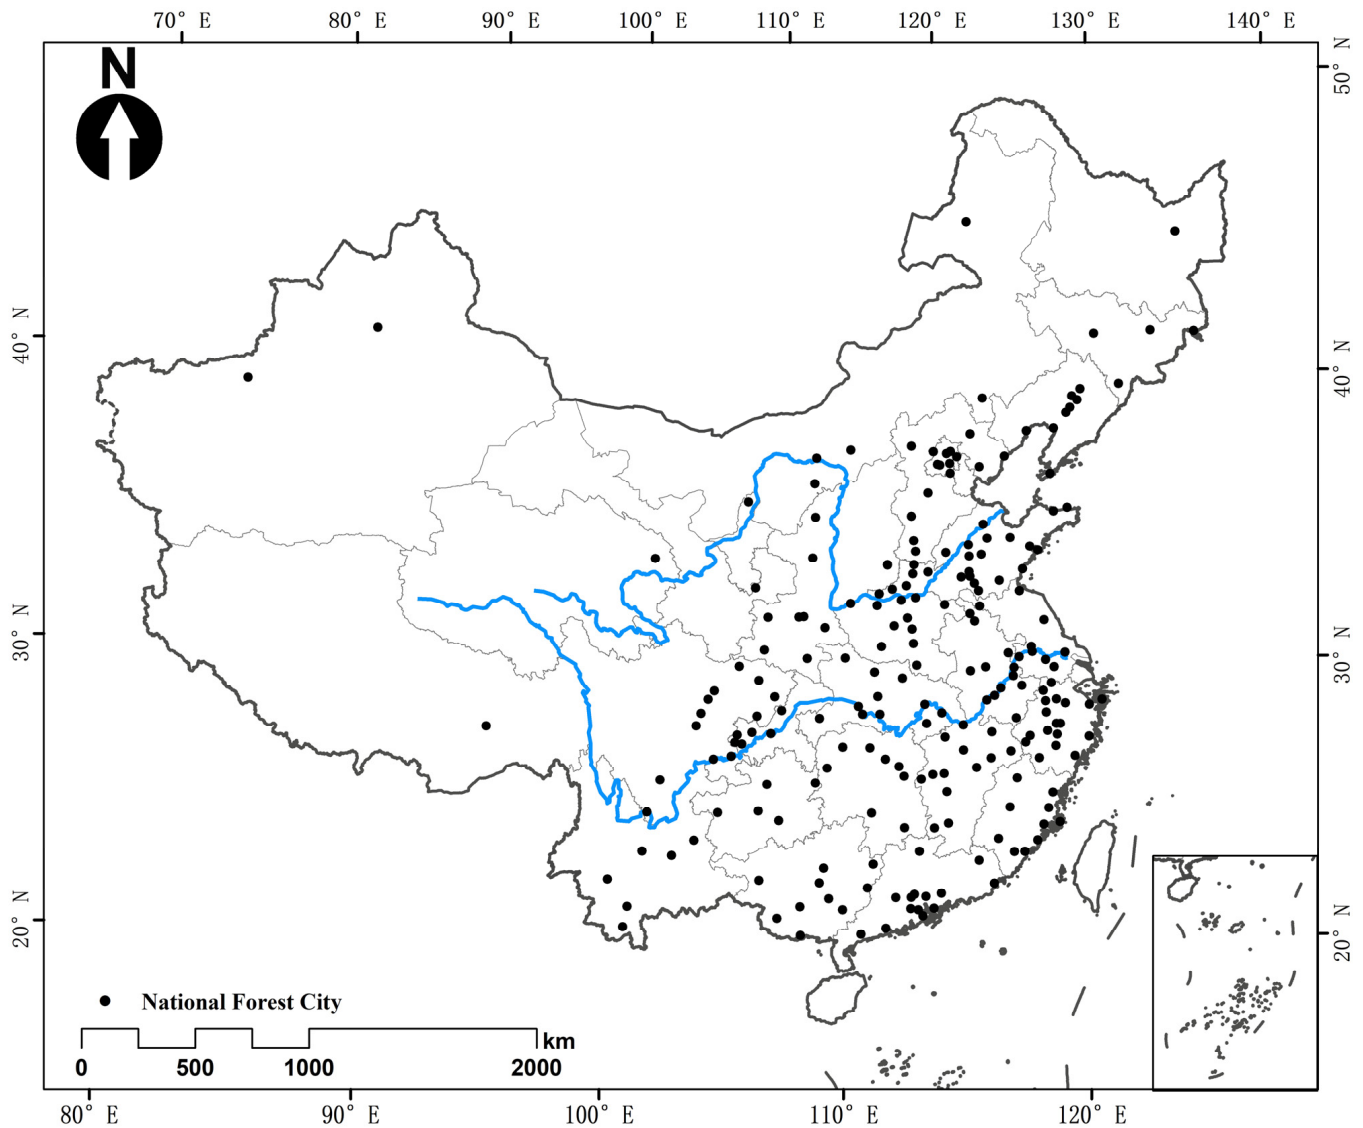 70° E 80° E 90° E 100° E 110° E 120° E 130° E 140° E
N
50° N
40° N
40° N
30° N
30° N
20° N
20° N
National Forest City
km
0 500 1000 2000
80° E 90° E 100° E 110° E 120° E